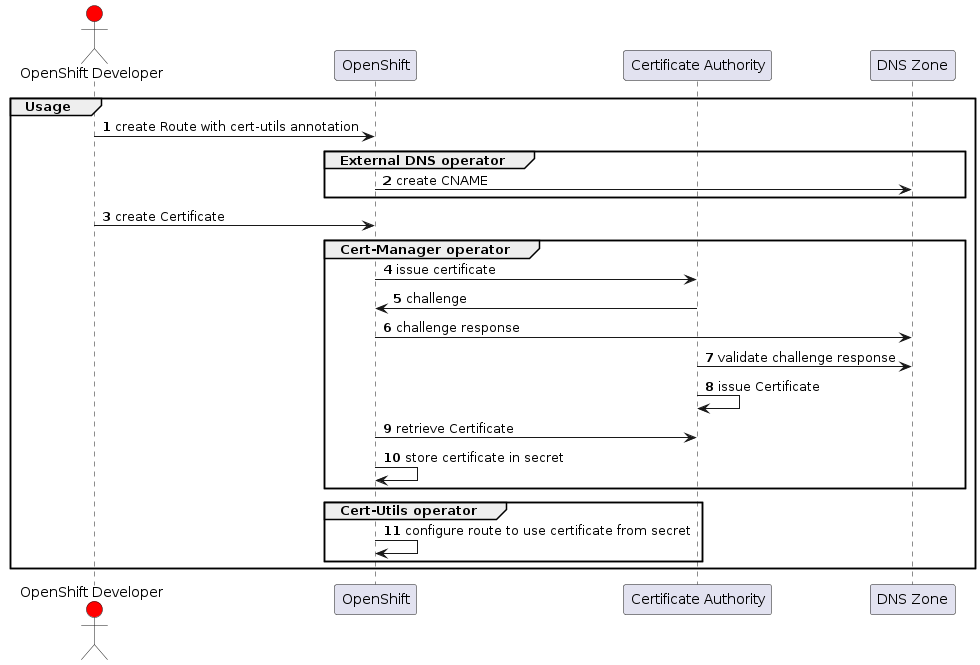 OpenShift Developer
OpenShift
Certificate Authority
DNS Zone
Usage
1 create Route with cert-utils annotation
External DNS operator
2 create CNAME
3 create Certificate
Cert-Manager operator
4 issue certificate
5 challenge
6 challenge response
7 validate challenge response
8 issue Certificate
9 retrieve Certificate
10 store certificate in secret
Cert-Utils operator
11 configure route to use certificate from secret
OpenShift Developer
OpenShift
Certificate Authority
DNS Zone